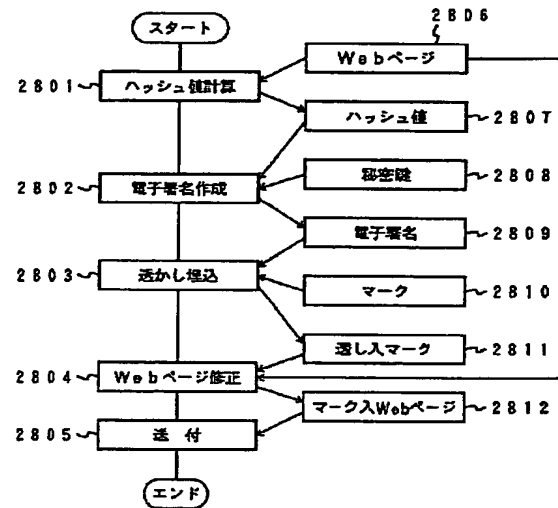 2806
スタート
Webページ
2801
ハッシュ値計算
ハッシュ値
2807
秘密鍵
2808
2802
電子署名作成
電子署名
2809
2803
透かし埋込
マーク
2810
透し入マーク
2811
2804
Webページ修正
マーク入Webページ
2812
2805
送 付
エンド